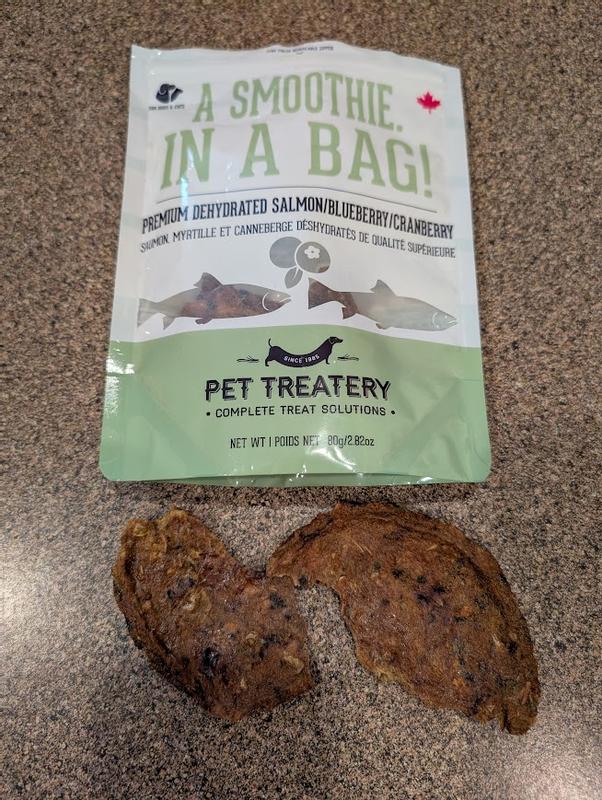 A SMOOTHIE.
IN A BAG!
PREMIUM DEHYDRATED SALMON/BLUEBERRY/CRANBERRY
SAUMON, MYRTILLE ET CANNEBERGE DÉSHYDRATÉS DE QUALITÉ SUPÉRIEURE
SINCE 1985
PET TREATERY
• COMPLETE TREAT SOLUTIONS •
NET WT | POIDS NET 80g/2.82oz